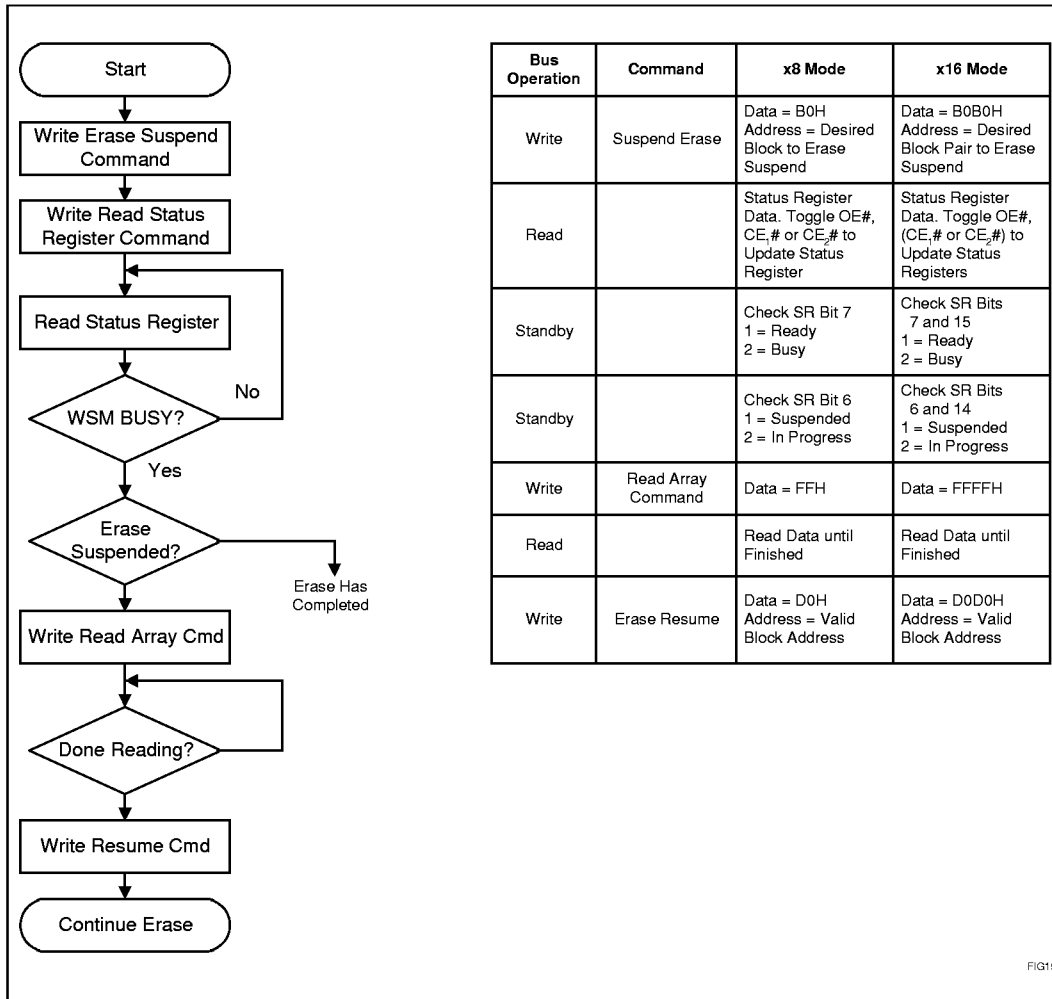 Start
Write Erase Suspend
Command
Write Read Status
Register Command
Read Status Register
WSM BUSY?
No
Yes
Erase
Suspended?
Erase Has
Completed
Write Read Array Cmd
Done Reading?
Write Resume Cmd
Continue Erase
Bus
Operation
Command
x8 Mode
x16 Mode
Write
Suspend Erase
Data = B0H
Address = Desired
Block to Erase
Suspend
Data = B0B0H
Address = Desired
Block Pair to Erase
Suspend
Read
Status Register
Data. Toggle OE#,
CE₁# or CE₂# to
Update Status
Register
Status Register
Data. Toggle OE#,
(CE₁# or CE₂#) to
Update Status
Registers
Standby
Check SR Bit 7
1 = Ready
2 = Busy
Check SR Bits
7 and 15
1 = Ready
2 = Busy
Standby
Check SR Bit 6
1 = Suspended
2 = In Progress
Check SR Bits
6 and 14
1 = Suspended
2 = In Progress
Write
Read Array
Command
Data = FFH
Data = FFFFH
Read
Read Data until
Finished
Read Data until
Finished
Write
Erase Resume
Data = D0H
Address = Valid
Block Address
Data = D0D0H
Address = Valid
Block Address